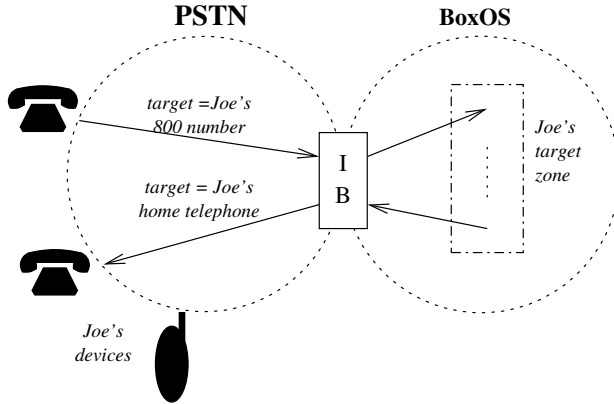 PSTN
BoxOS
target =Joe's
800 number
target = Joe's
home telephone
I
B
Joe's
target
zone
Joe's
devices